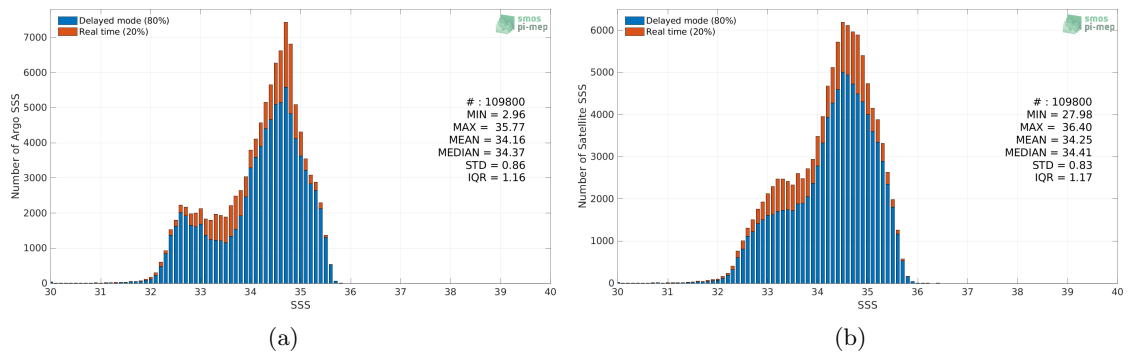 Delayed mode (80%)
Real time (20%)
smos
pi-mep
7000
6000
5000
4000
3000
2000
1000
0
Number of Argo SSS
# : 109800
MIN = 2.96
MAX = 35.77
MEAN = 34.16
MEDIAN = 34.37
STD = 0.86
IQR = 1.16
30 31 32 33 34 35 36 37 38 39 40
SSS
(a)
Delayed mode (80%)
Real time (20%)
smos
pi-mep
6000
5000
4000
3000
2000
1000
0
Number of Satellite SSS
# : 109800
MIN = 27.98
MAX = 36.40
MEAN = 34.25
MEDIAN = 34.41
STD = 0.83
IQR = 1.17
30 31 32 33 34 35 36 37 38 39 40
SSS
(b)